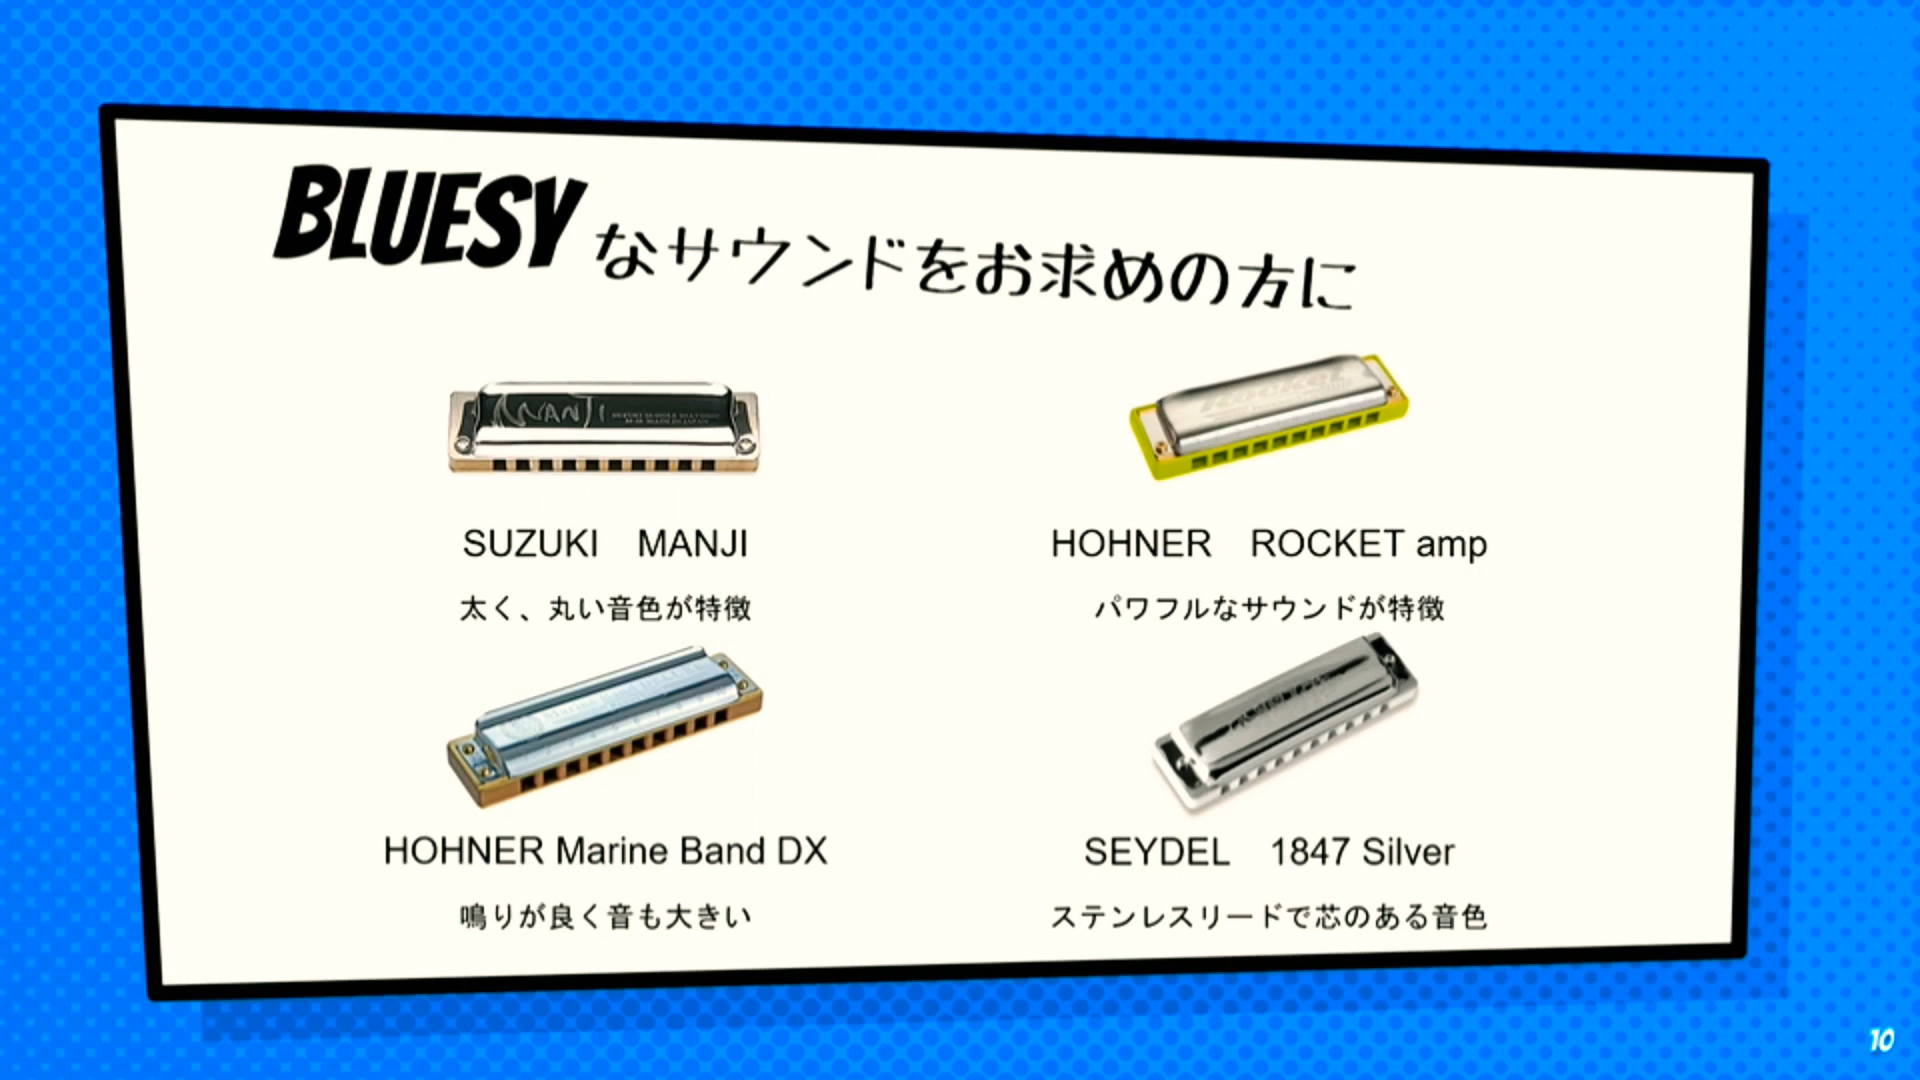 BLUESYなサウンドをお求めの方に
MANJI
SUZUKI　MANJI
HOHNER　ROCKET amp
太く、丸い音色が特徴
パワフルなサウンドが特徴
HOHNER Marine Band DX
SEYDEL　1847 Silver
鳴りが良く音も大きい
ステンレスリードで芯のある音色
10